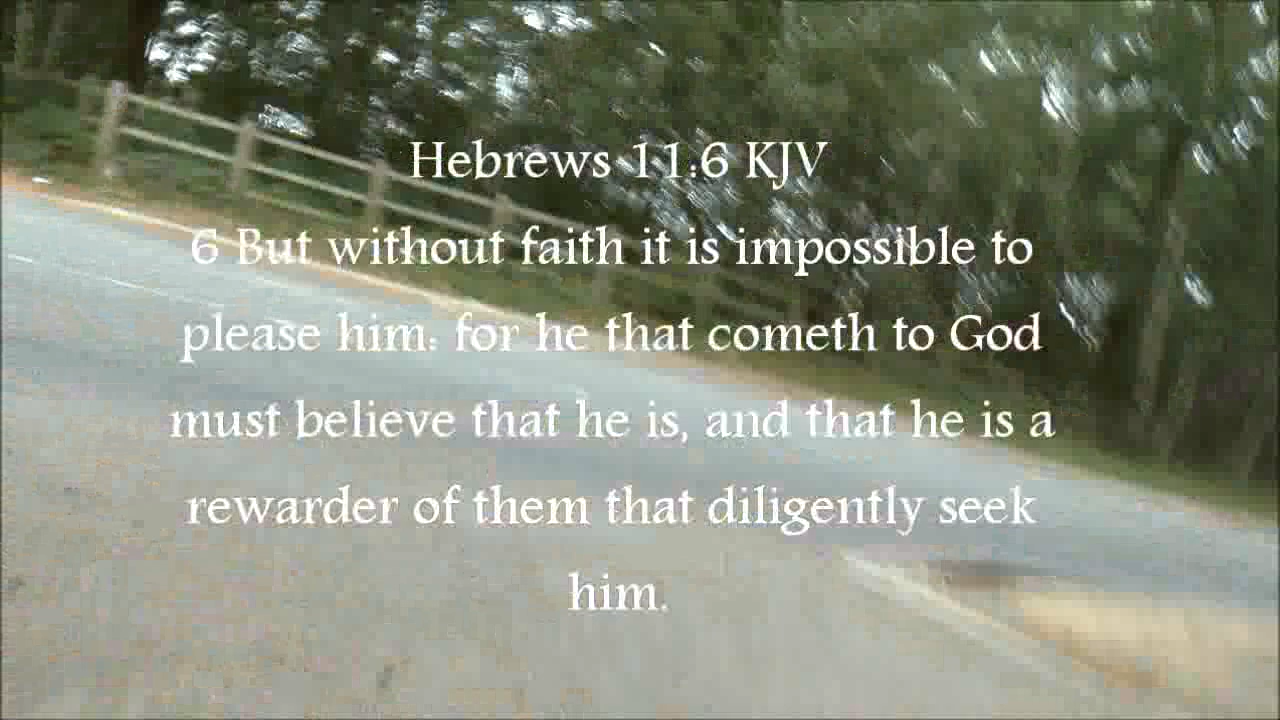 Hebrews 11:6 KJV
6 But without faith it is impossible to
please him: for he that cometh to God
must believe that he is, and that he is a
rewarder of them that diligently seek
him.